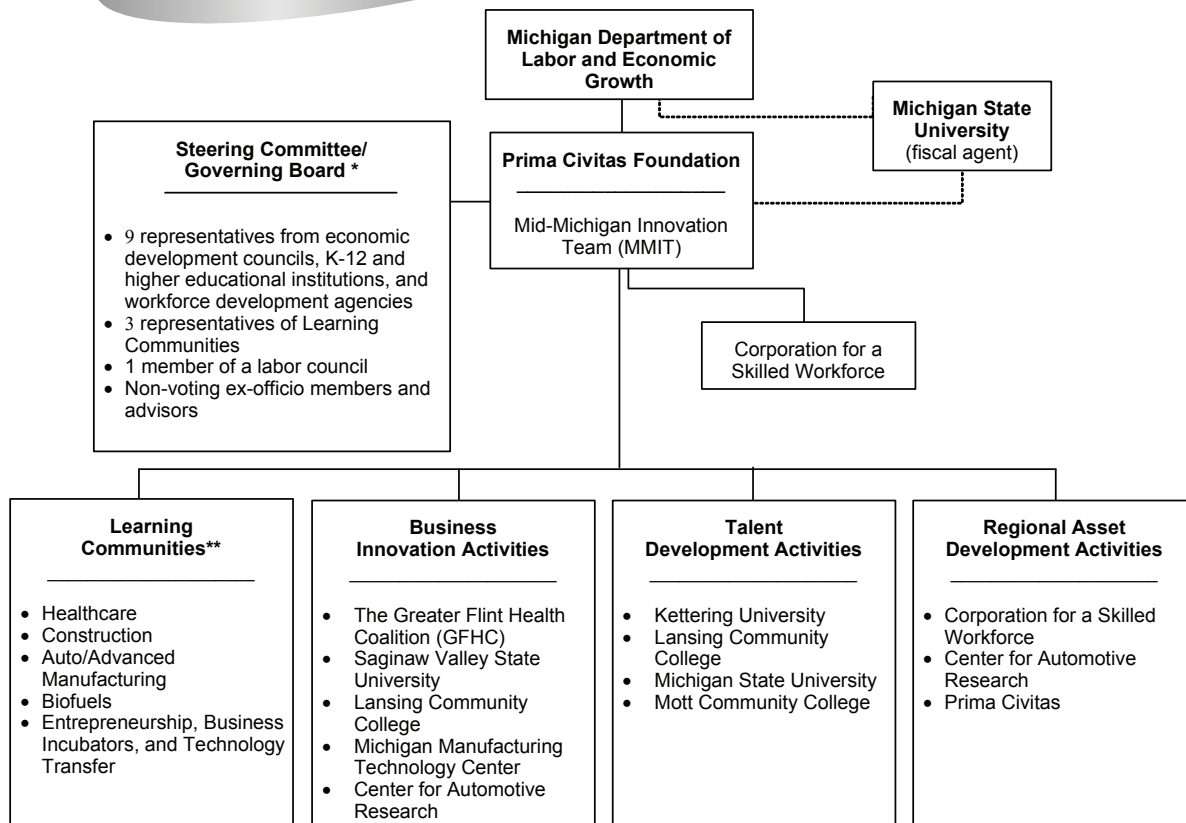 Michigan Department of
Labor and Economic
Growth
Michigan State
University
(fiscal agent)
Steering Committee/
Governing Board *
• 9 representatives from economic
development councils, K-12 and
higher educational institutions, and
workforce development agencies
• 3 representatives of Learning
Communities
• 1 member of a labor council
• Non-voting ex-officio members and
advisors
Prima Civitas Foundation
Mid-Michigan Innovation
Team (MMIT)
Corporation for a
Skilled Workforce
Learning
Communities**
• Healthcare
• Construction
• Auto/Advanced
Manufacturing
• Biofuels
• Entrepreneurship, Business
Incubators, and Technology
Transfer
Business
Innovation Activities
• The Greater Flint Health
Coalition (GFHC)
• Saginaw Valley State
University
• Lansing Community
College
• Michigan Manufacturing
Technology Center
• Center for Automotive
Research
Talent
Development Activities
• Kettering University
• Lansing Community
College
• Michigan State University
• Mott Community College
Regional Asset
Development Activities
• Corporation for a Skilled
Workforce
• Center for Automotive
Research
• Prima Civitas